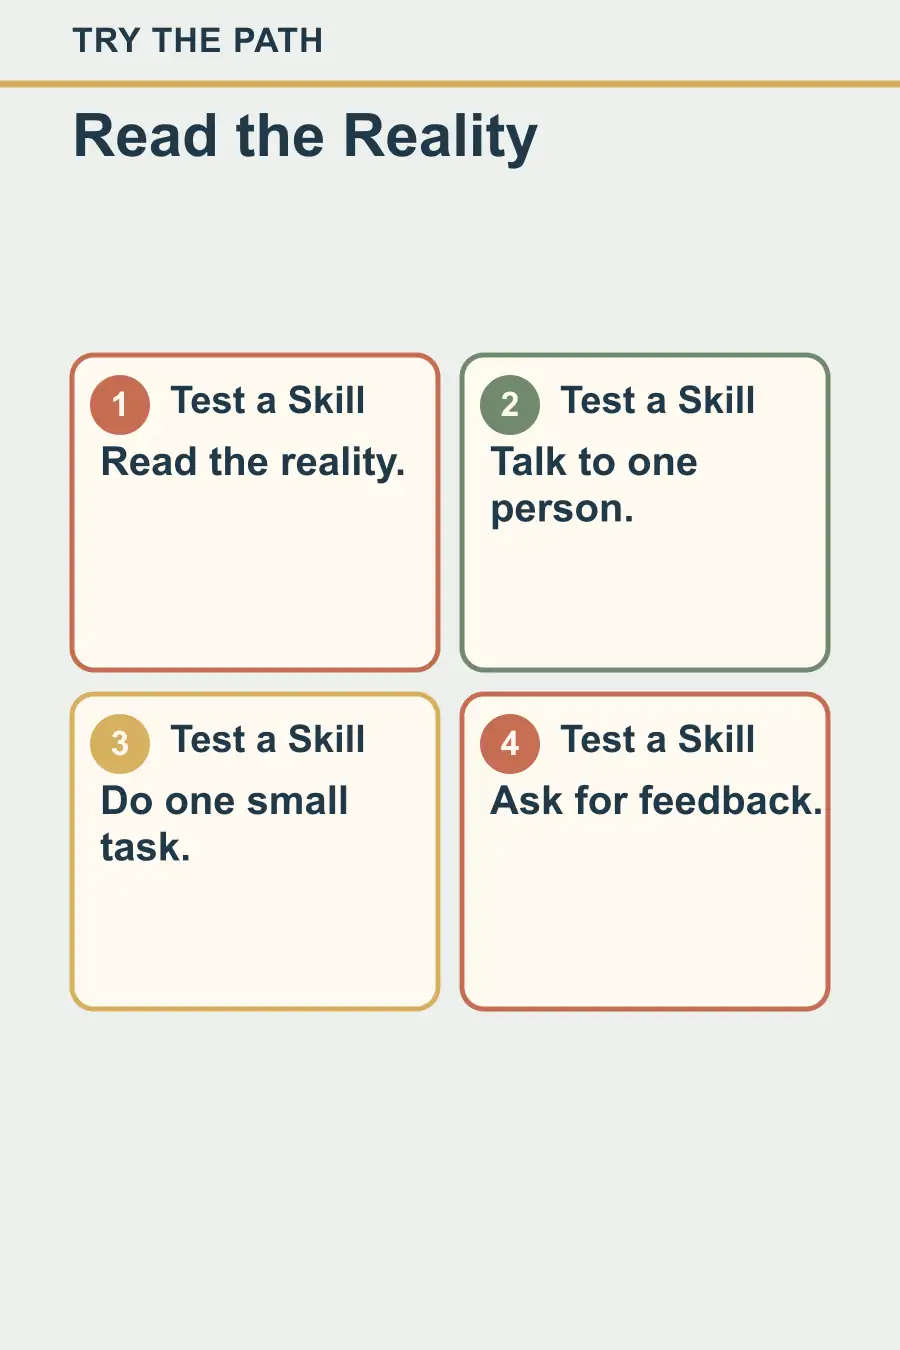 TRY THE PATH
Read the Reality
1 Test a Skill
Read the reality.
2 Test a Skill
Talk to one
person.
3 Test a Skill
Do one small
task.
4 Test a Skill
Ask for feedback.